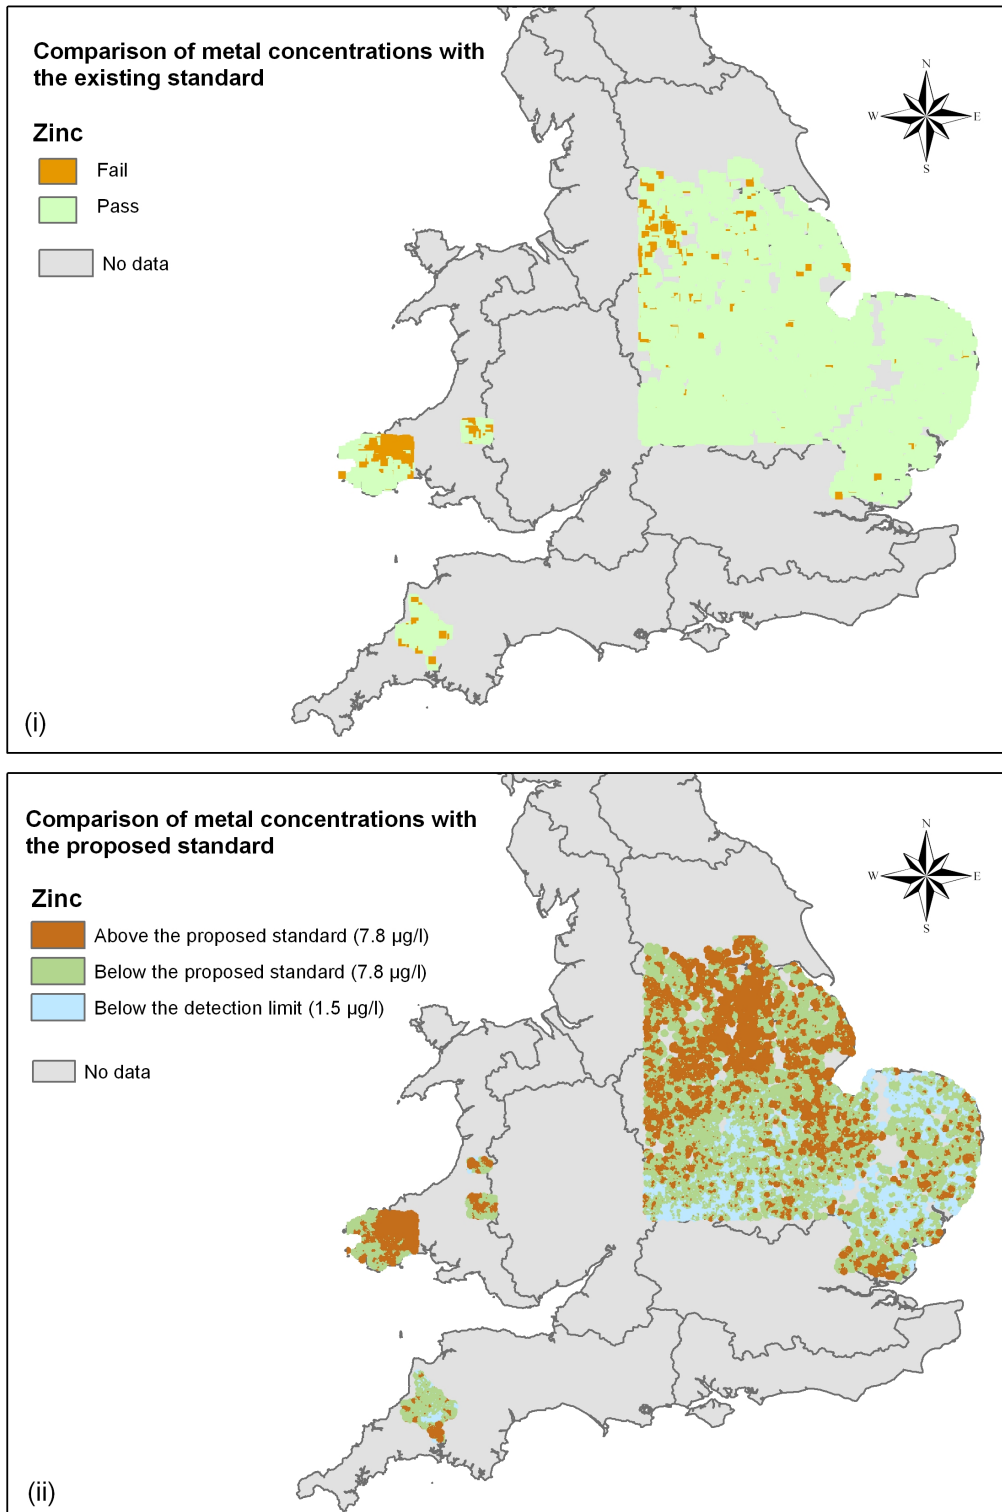 Comparison of metal concentrations with
the existing standard
Zinc
Fail
Pass
No data
N
W
E
S
(i)
Comparison of metal concentrations with
the proposed standard
Zinc
Above the proposed standard (7.8 µg/l)
Below the proposed standard (7.8 µg/l)
Below the detection limit (1.5 µg/l)
No data
N
W
E
S
(ii)